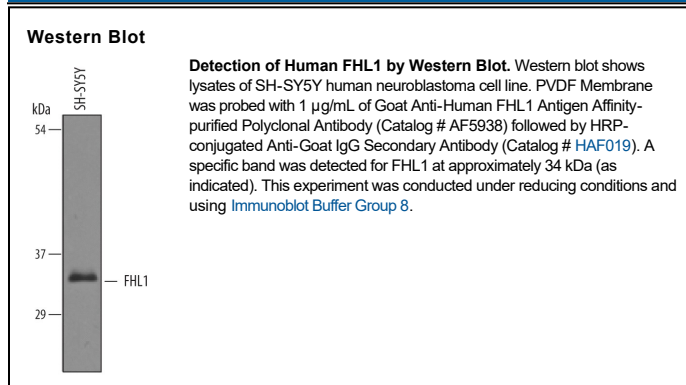 Western Blot
Detection of Human FHL1 by Western Blot. Western blot shows
lysates of SH-SY5Y human neuroblastoma cell line. PVDF Membrane
was probed with 1 µg/mL of Goat Anti-Human FHL1 Antigen Affinity-
purified Polyclonal Antibody (Catalog # AF5938) followed by HRP-
conjugated Anti-Goat IgG Secondary Antibody (Catalog # HAF019). A
specific band was detected for FHL1 at approximately 34 kDa (as
indicated). This experiment was conducted under reducing conditions and
using Immunoblot Buffer Group 8.
SH-SY5Y
kDa
54
37
FHL1
29